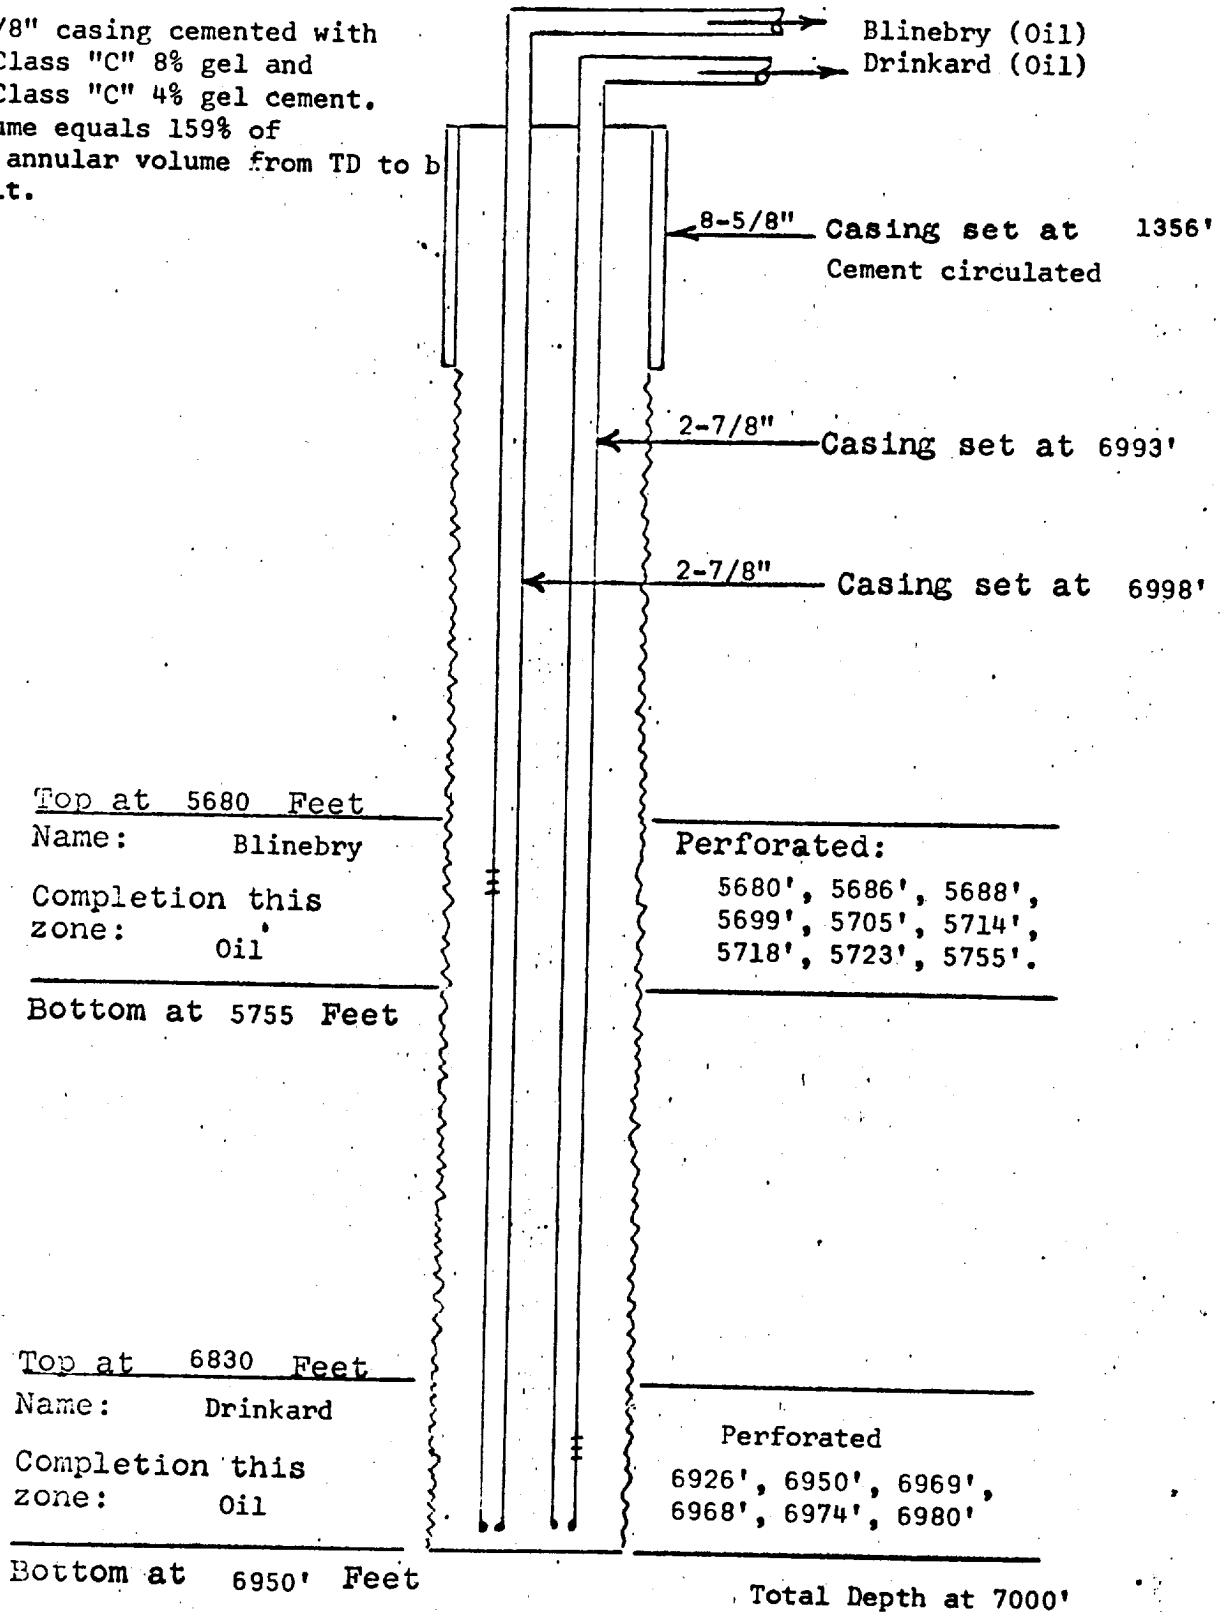 /8" casing cemented with
Class "C" 8% gel and
Class "C" 4% gel cement.
ume equals 159% of
annular volume from TD to b
t.
Blinebry (Oil)
Drinkard (Oil)
8-5/8" Casing set at 1356'
Cement circulated
2-7/8" Casing set at 6993'
2-7/8" Casing set at 6998'
Top at 5680 Feet
Name: Blinebry
Completion this
zone: Oil
Bottom at 5755 Feet
Perforated:
5680', 5686', 5688',
5699', 5705', 5714',
5718', 5723', 5755'.
Top at 6830 Feet
Name: Drinkard
Completion this
zone: Oil
Bottom at 6950' Feet
Perforated
6926', 6950', 6969',
6968', 6974', 6980'
Total Depth at 7000'